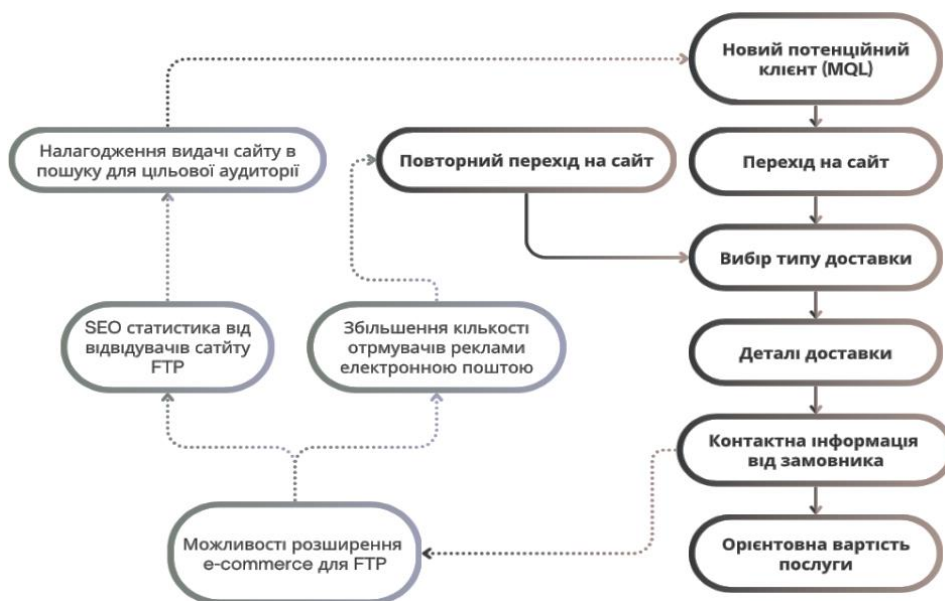 Новий потенційний
клієнт (MQL)
Налагодження видачі сайту в
пошуку для цільової аудиторії
Повторний перехід на сайт
Перехід на сайт
Вибір типу доставки
SEO статистика від
відвідувачів сатйту
FTP
Збільшення кількості
отрмувачів реклами
електронною поштою
Деталі доставки
Контактна інформація
від замовника
Можливості розширення
e-commerce для FTP
Орієнтовна вартість
послуги